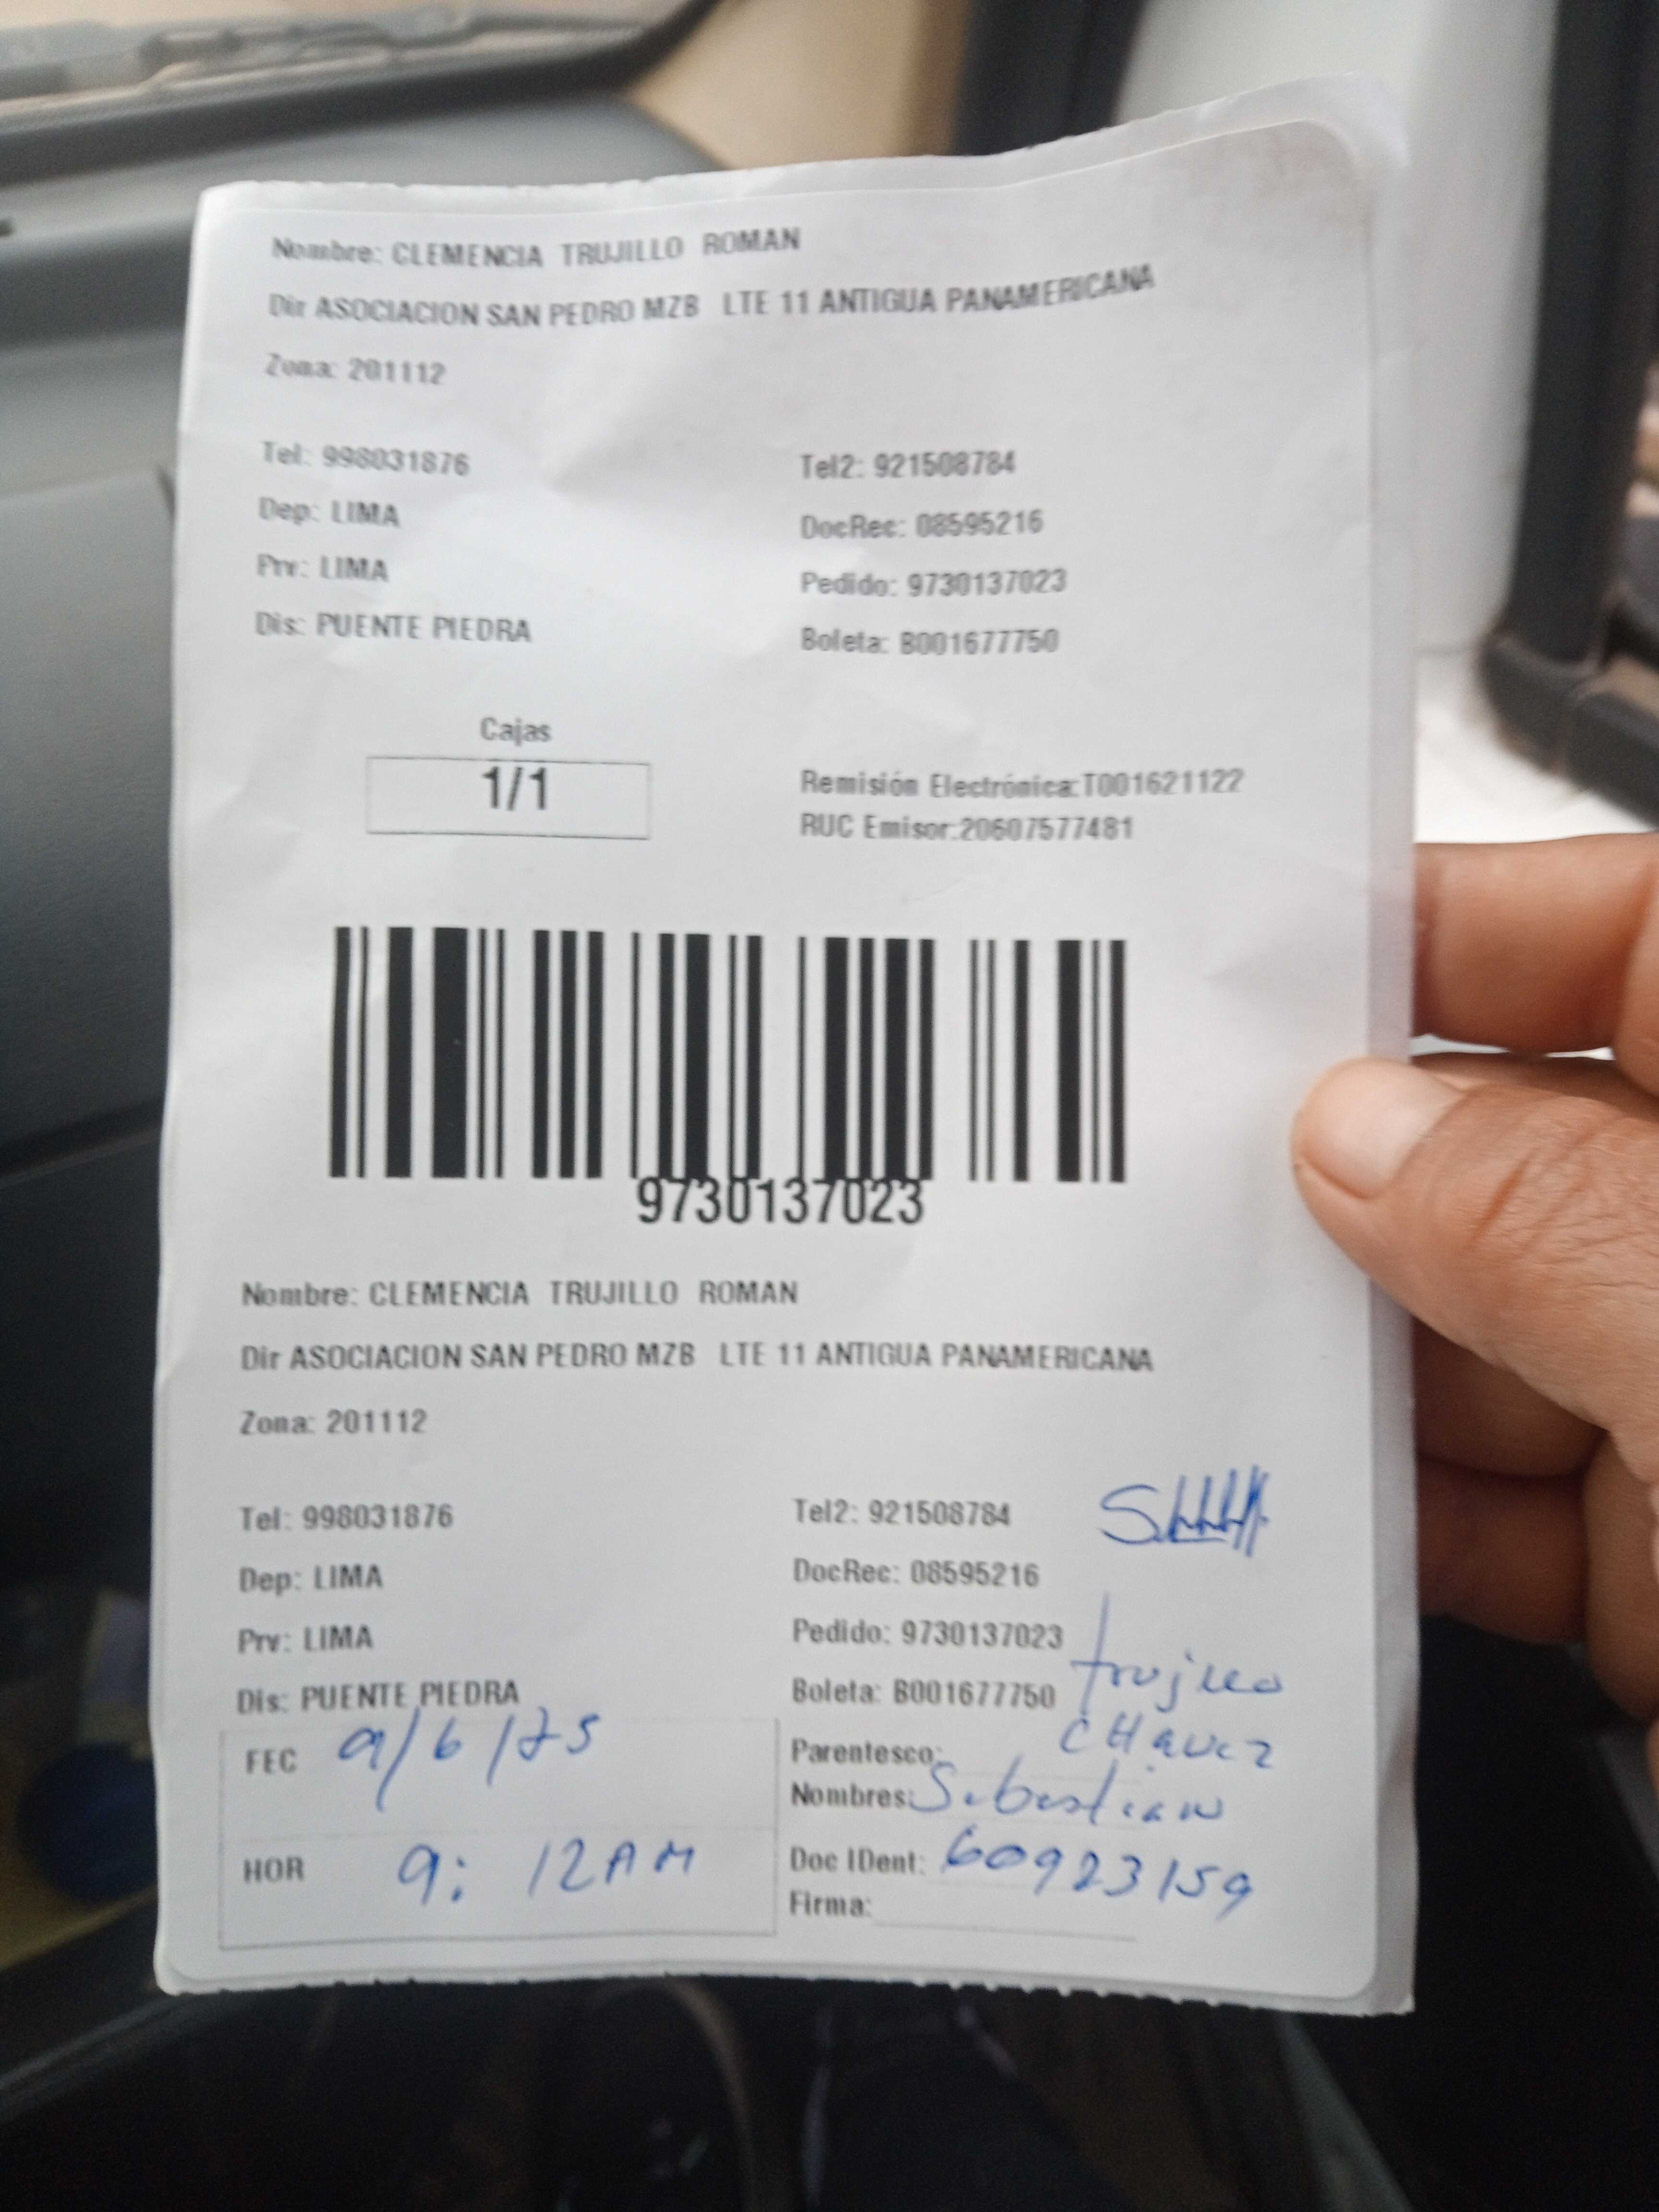 Nombre: CLEMENCIA TRUJILLO ROMAN
Dir ASOCIACION SAN PEDRO MZB LTE 11 ANTIGUA PANAMERICANA
Zona: 201112
Tel: 998031876 Tel2: 921508784
Dep: LIMA DocRec: 08595216
Prv: LIMA Pedido: 9730137023
Dis: PUENTE PIEDRA Boleta: B001677750
Cajas
1/1
Remisión Electrónica:T001621122
RUC Emisor:20607577481
9730137023
Nombre: CLEMENCIA TRUJILLO ROMAN
Dir ASOCIACION SAN PEDRO MZB LTE 11 ANTIGUA PANAMERICANA
Zona: 201112
Tel: 998031876 Tel2: 921508784
Dep: LIMA DocRec: 08595216
Prv: LIMA Pedido: 9730137023
Dis: PUENTE PIEDRA Boleta: B001677750 Trujillo
FEC 9/6/25 Parentesco: CHavez
Nombres: Sebastian
HOR 9: 12 AM Doc IDent: 60923159
Firma: